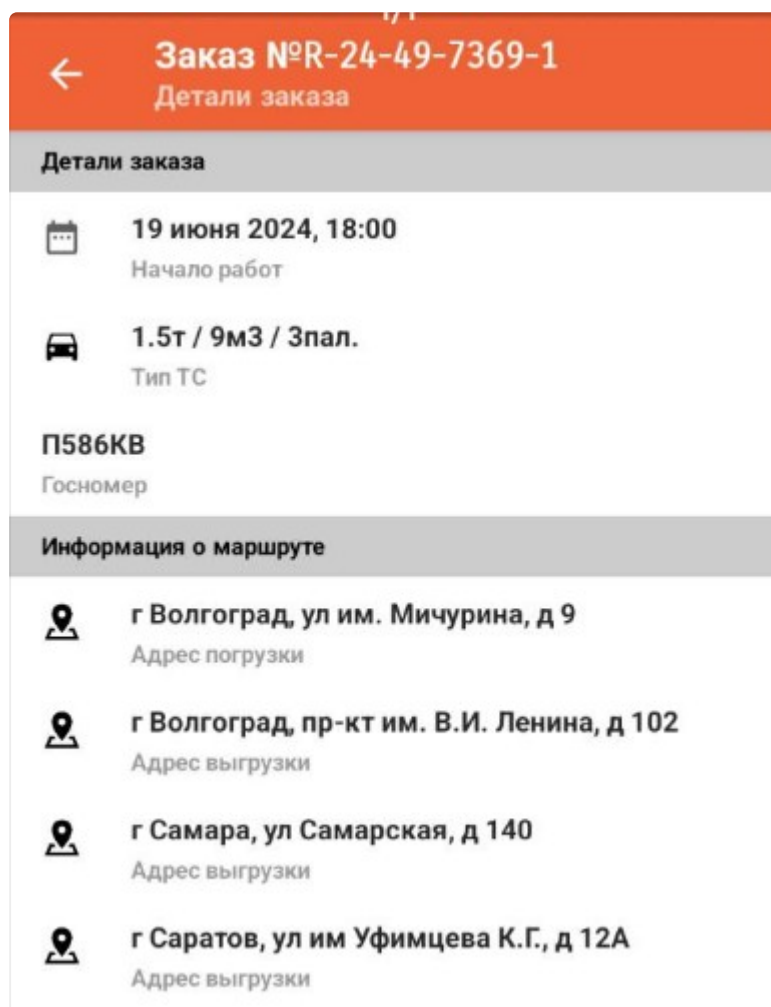 Заказ №R-24-49-7369-1
Детали заказа
Детали заказа
19 июня 2024, 18:00
Начало работ
1.5т / 9м3 / 3пал.
Тип ТС
П586КВ
Госномер
Информация о маршруте
г Волгоград, ул им. Мичурина, д 9
Адрес погрузки
г Волгоград, пр-кт им. В.И. Ленина, д 102
Адрес выгрузки
г Самара, ул Самарская, д 140
Адрес выгрузки
г Саратов, ул им Уфимцева К.Г., д 12А
Адрес выгрузки